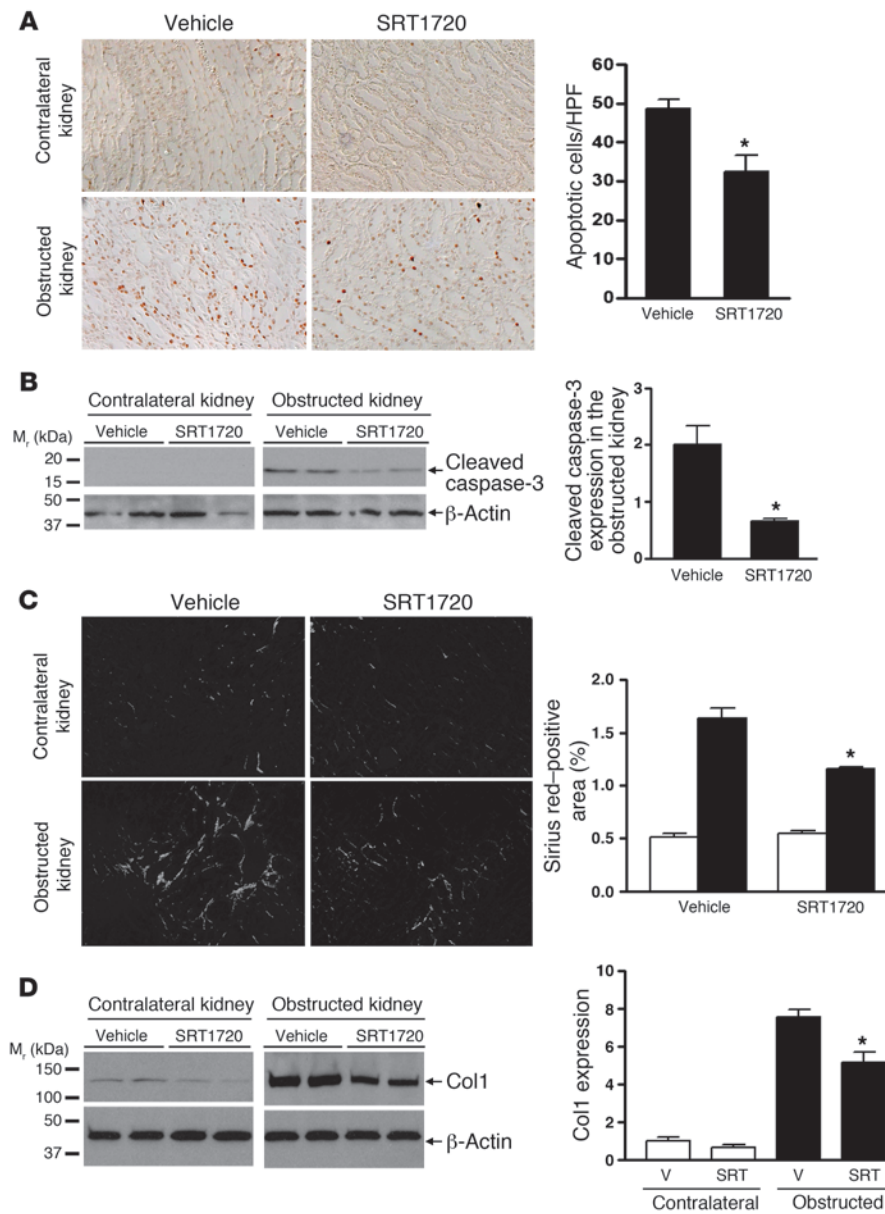 A
Vehicle
SRT1720
Contralateral
kidney
Obstructed
kidney
Apoptotic cells/HPF
60
50
40
30
20
10
0
*
Vehicle
SRT1720
B
Contralateral kidney
Obstructed kidney
Vehicle
SRT1720
Vehicle
SRT1720
Mr (kDa)
20
15
50
37
Cleaved
caspase-3
β-Actin
Cleaved caspase-3
expression in the
obstructed kidney
3
2
1
0
*
Vehicle
SRT1720
C
Vehicle
SRT1720
Contralateral
kidney
Obstructed
kidney
Sirius red–positive
area (%)
2.0
1.5
1.0
0.5
0.0
*
Vehicle
SRT1720
D
Contralateral kidney
Obstructed kidney
Vehicle
SRT1720
Vehicle
SRT1720
Mr (kDa)
150
100
50
37
Col1
β-Actin
Col1 expression
10
8
6
4
2
0
*
V
SRT
V
SRT
Contralateral
Obstructed